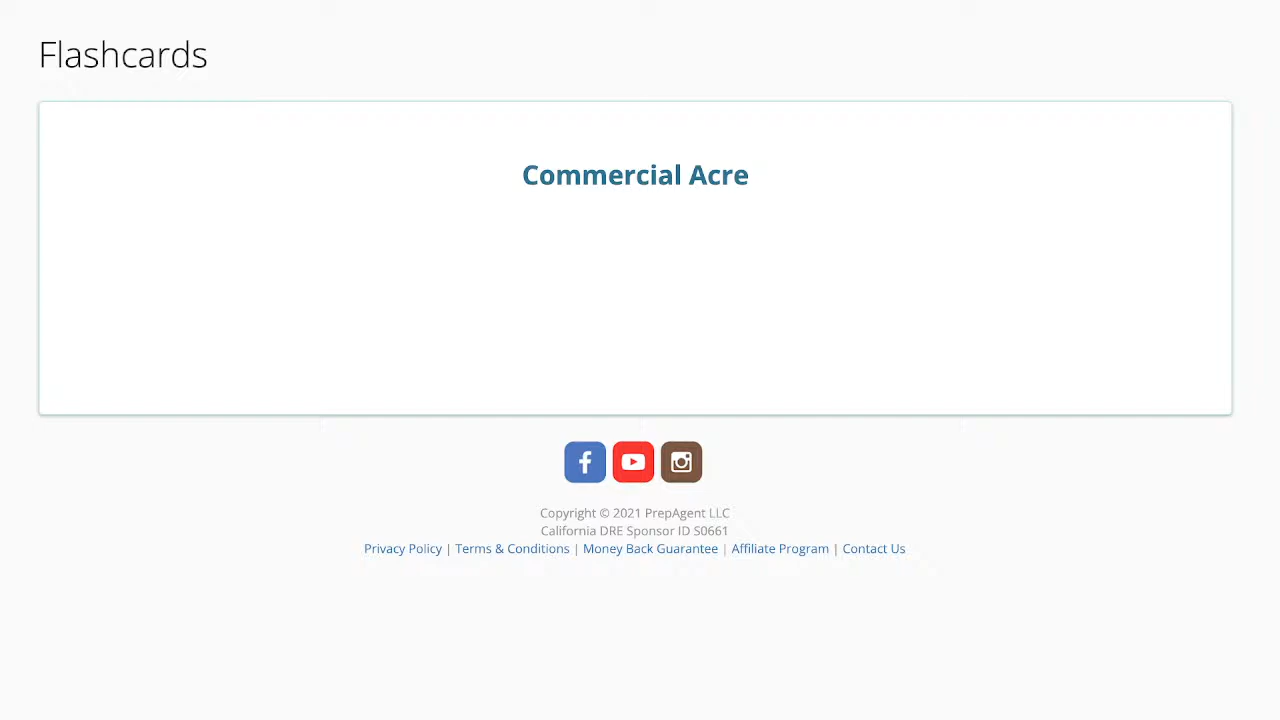 Flashcards
Commercial Acre
Copyright © 2021 PrepAgent LLC
California DRE Sponsor ID S0661
Privacy Policy | Terms & Conditions | Money Back Guarantee | Affiliate Program | Contact Us